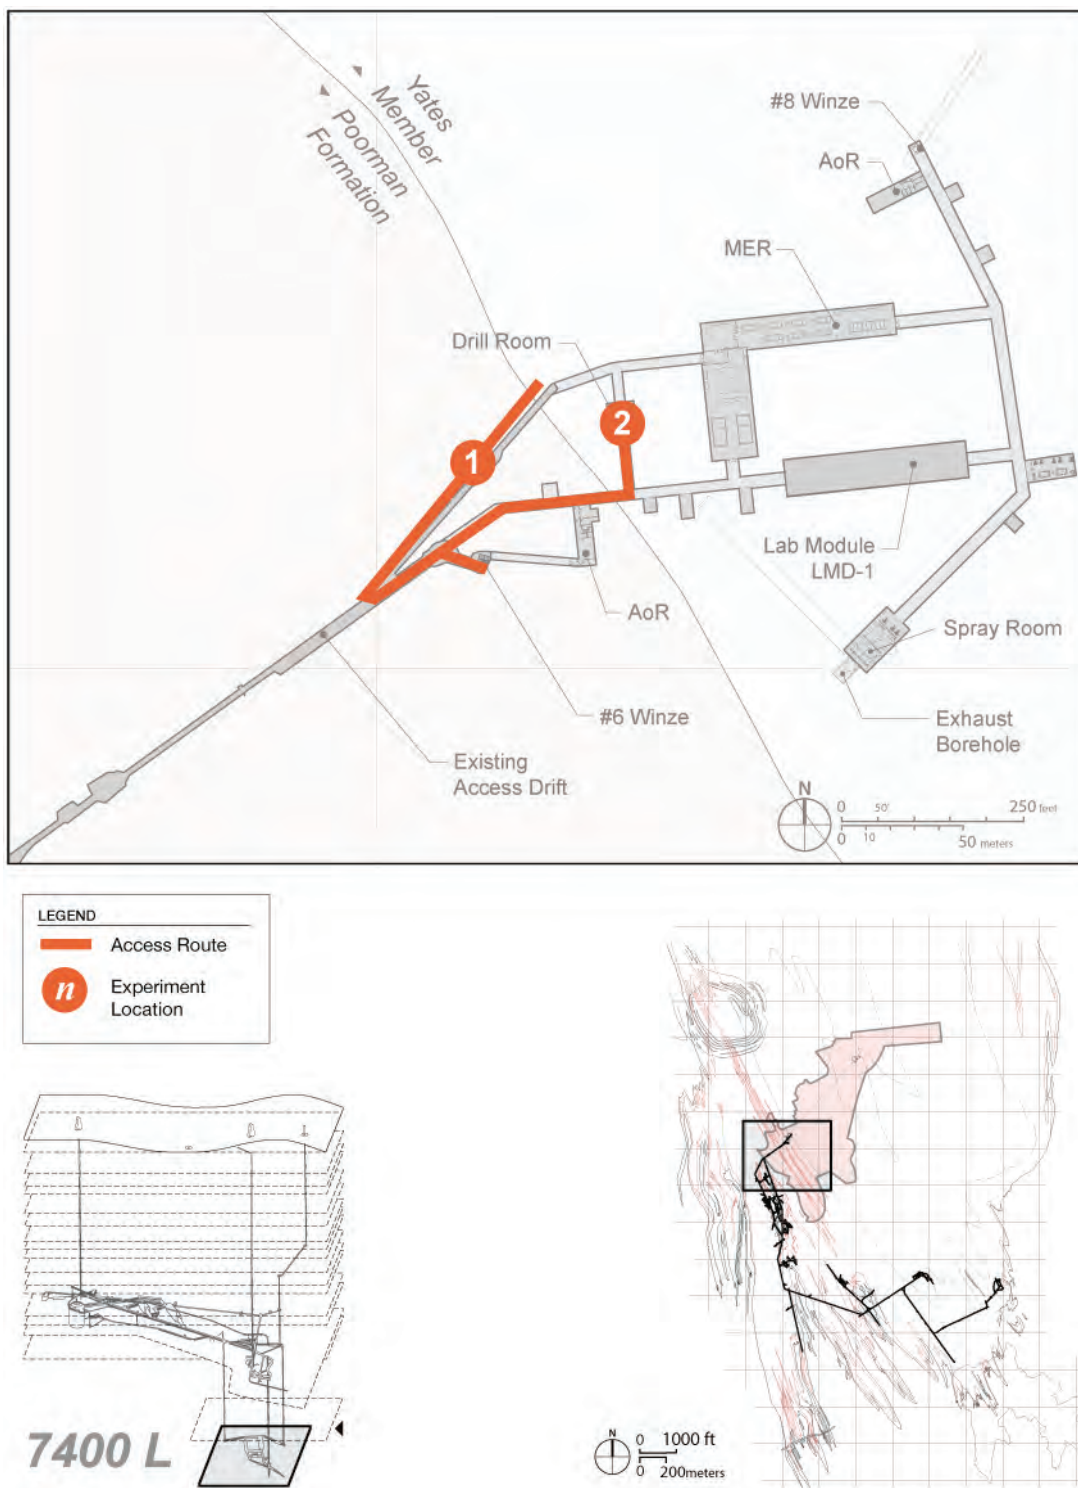 #8 Winze
AoR
Yates
Member
Poorman
Formation
MER
Drill Room
1
2
Lab Module
LMD-1
AoR
Spray Room
#6 Winze
Exhaust
Borehole
Existing
Access Drift
N
0 50' 250 feet
0 10 50 meters
LEGEND
Access Route
n Experiment
Location
7400 L
N
0 1000 ft
0 200meters